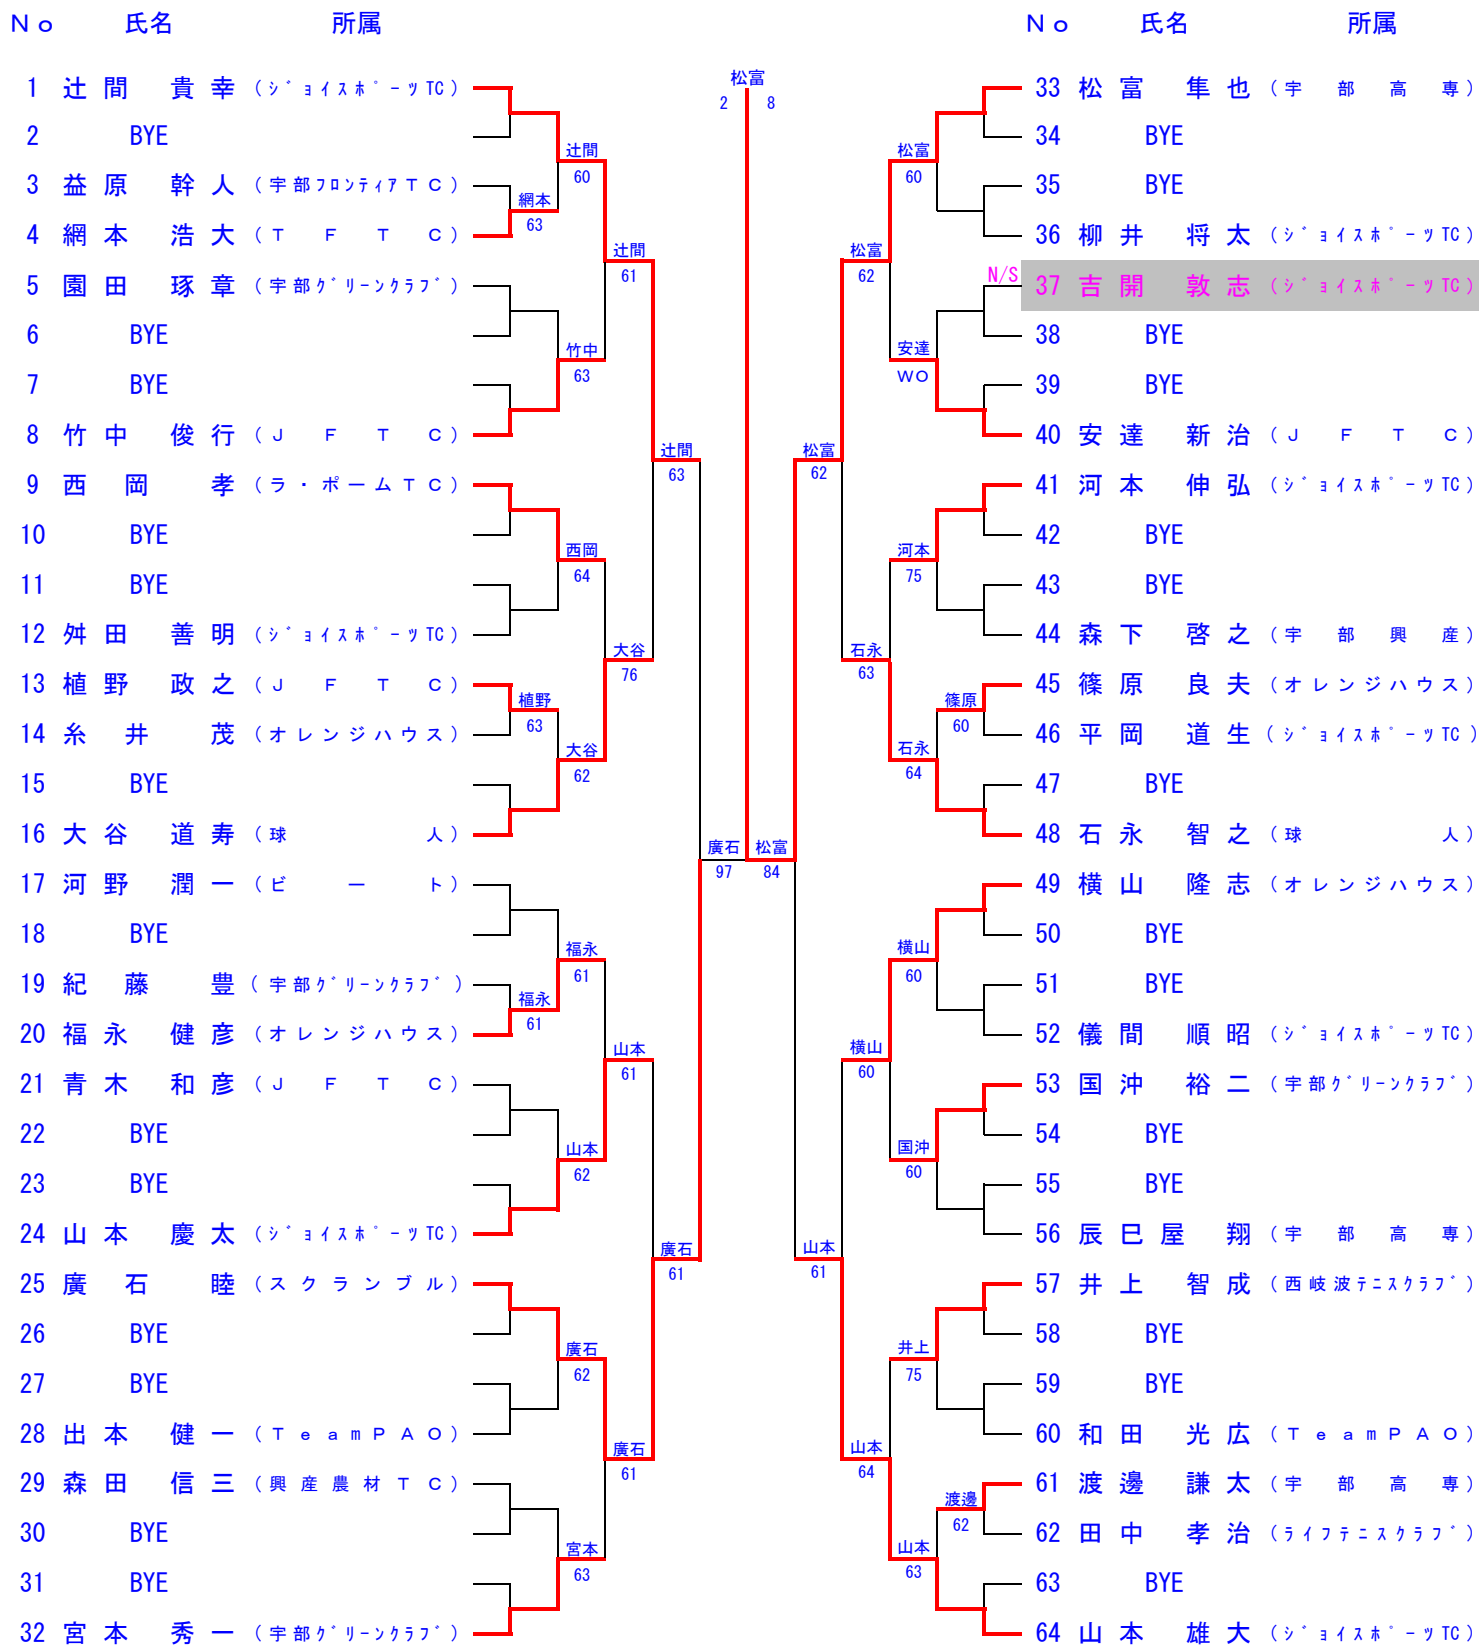 No 氏名 所属
1 辻間 貴幸 (ｼﾞｮｲｽﾎﾟｰﾂTC)
2 BYE
辻間
60
3 益原 幹人 (宇部ﾌﾛﾝﾃｨｱTC)
網本
63
4 網本 浩大 (TFTC)
辻間
61
5 園田 琢章 (宇部ｸﾞﾘｰﾝｸﾗﾌﾞ)
6 BYE
竹中
63
7 BYE
8 竹中 俊行 (JFTC)
辻間
63
9 西岡 孝 (ラ・ポームTC)
10 BYE
西岡
64
11 BYE
12 舛田 善明 (ｼﾞｮｲｽﾎﾟｰﾂTC)
大谷
76
13 植野 政之 (JFTC)
植野
63
14 糸井 茂 (オレンジハウス)
大谷
62
15 BYE
16 大谷 道寿 (球人)
廣石
97
17 河野 潤一 (ビート)
18 BYE
福永
61
19 紀藤 豊 (宇部ｸﾞﾘｰﾝｸﾗﾌﾞ)
福永
61
20 福永 健彦 (オレンジハウス)
山本
61
21 青木 和彦 (JFTC)
22 BYE
山本
62
23 BYE
24 山本 慶太 (ｼﾞｮｲｽﾎﾟｰﾂTC)
廣石
61
25 廣石 睦 (スクランブル)
26 BYE
廣石
62
27 BYE
28 出本 健一 (TeamPAO)
廣石
61
29 森田 信三 (興産農材TC)
30 BYE
宮本
63
31 BYE
32 宮本 秀一 (宇部ｸﾞﾘｰﾝｸﾗﾌﾞ)
松富
2 8
No 氏名 所属
33 松富 隼也 (宇部高専)
34 BYE
松富
60
35 BYE
36 柳井 将太 (ｼﾞｮｲｽﾎﾟｰﾂTC)
松富
62
N/S 37 吉開 敦志 (ｼﾞｮｲｽﾎﾟｰﾂTC)
38 BYE
安達
WO
39 BYE
40 安達 新治 (JFTC)
松富
62
41 河本 伸弘 (ｼﾞｮｲｽﾎﾟｰﾂTC)
42 BYE
河本
75
43 BYE
44 森下 啓之 (宇部興産)
石永
63
45 篠原 良夫 (オレンジハウス)
篠原
60
46 平岡 道生 (ｼﾞｮｲｽﾎﾟｰﾂTC)
石永
64
47 BYE
48 石永 智之 (球人)
松富
84
49 横山 隆志 (オレンジハウス)
50 BYE
横山
60
51 BYE
52 儀間 順昭 (ｼﾞｮｲｽﾎﾟｰﾂTC)
横山
60
53 国沖 裕二 (宇部ｸﾞﾘｰﾝｸﾗﾌﾞ)
54 BYE
国沖
60
55 BYE
56 辰巳屋 翔 (宇部高専)
山本
61
57 井上 智成 (西岐波ﾃﾆｽｸﾗﾌﾞ)
58 BYE
井上
75
59 BYE
60 和田 光広 (TeamPAO)
山本
64
61 渡邊 謙太 (宇部高専)
渡邊
62
62 田中 孝治 (ﾗｲﾌﾃﾆｽｸﾗﾌﾞ)
山本
63
63 BYE
64 山本 雄大 (ｼﾞｮｲｽﾎﾟｰﾂTC)